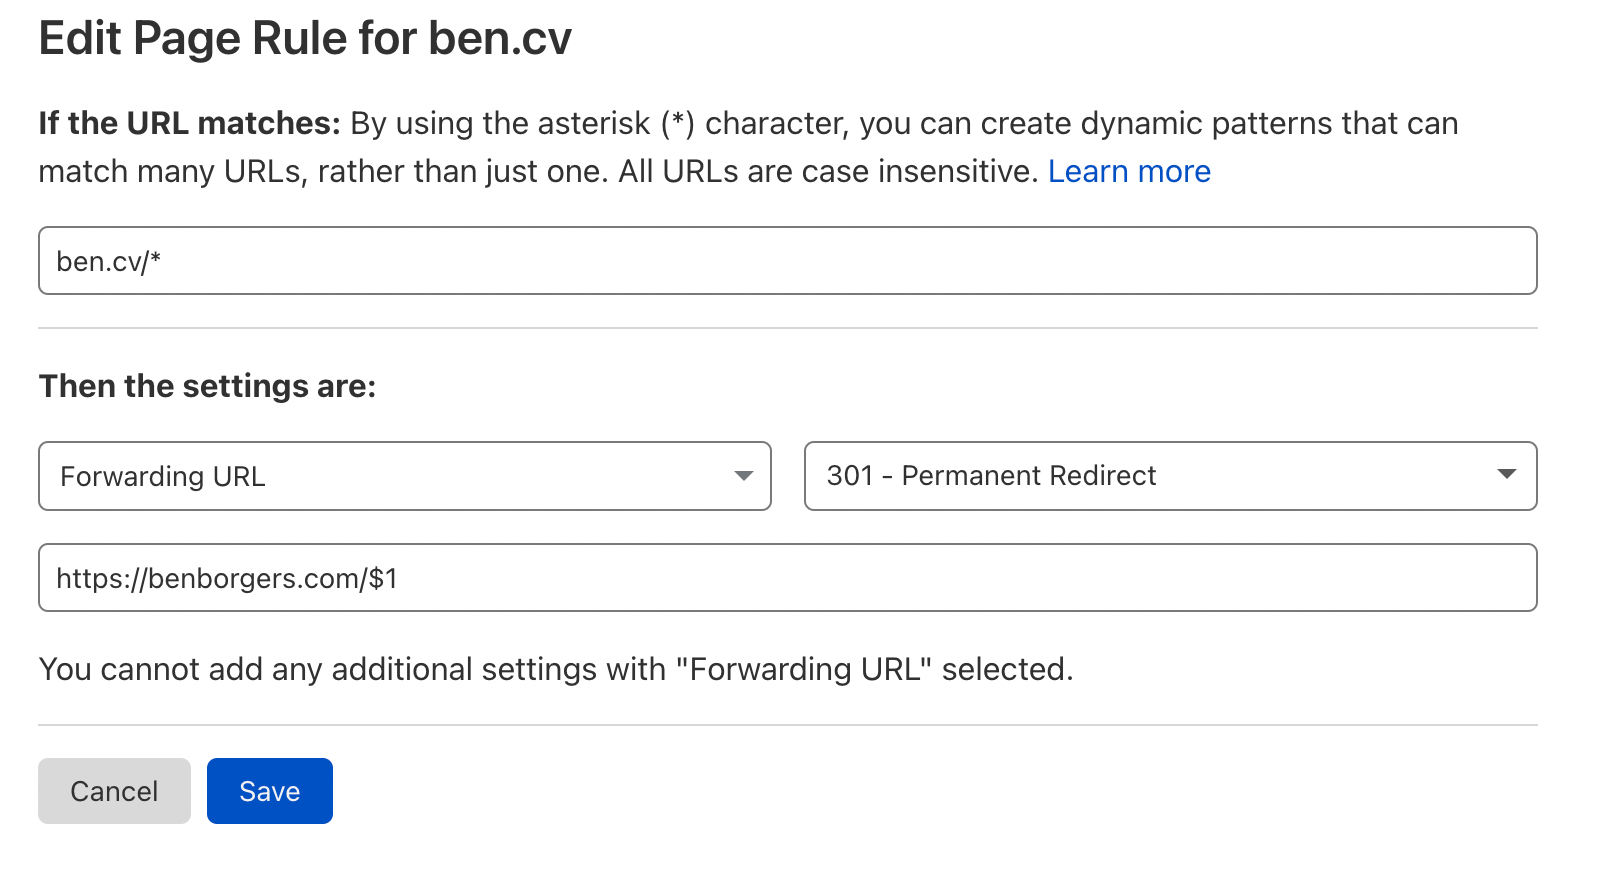 Edit Page Rule for ben.cv
If the URL matches: By using the asterisk (*) character, you can create dynamic patterns that can
match many URLs, rather than just one. All URLs are case insensitive. Learn more
ben.cv/*
Then the settings are:
Forwarding URL
301 - Permanent Redirect
https://benborgers.com/$1
You cannot add any additional settings with "Forwarding URL" selected.
Cancel
Save